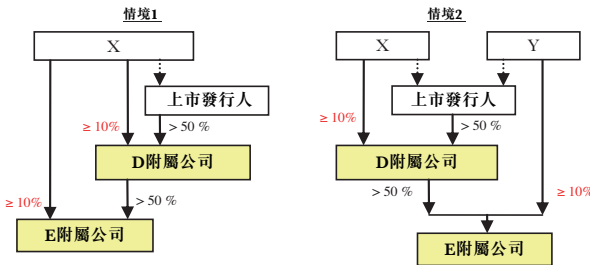 情境1
X
上市發行人
≥ 10%
> 50 %
D附屬公司
≥ 10%
> 50 %
E附屬公司
情境2
X
Y
上市發行人
≥ 10%
> 50 %
D附屬公司
> 50 %
≥ 10%
E附屬公司